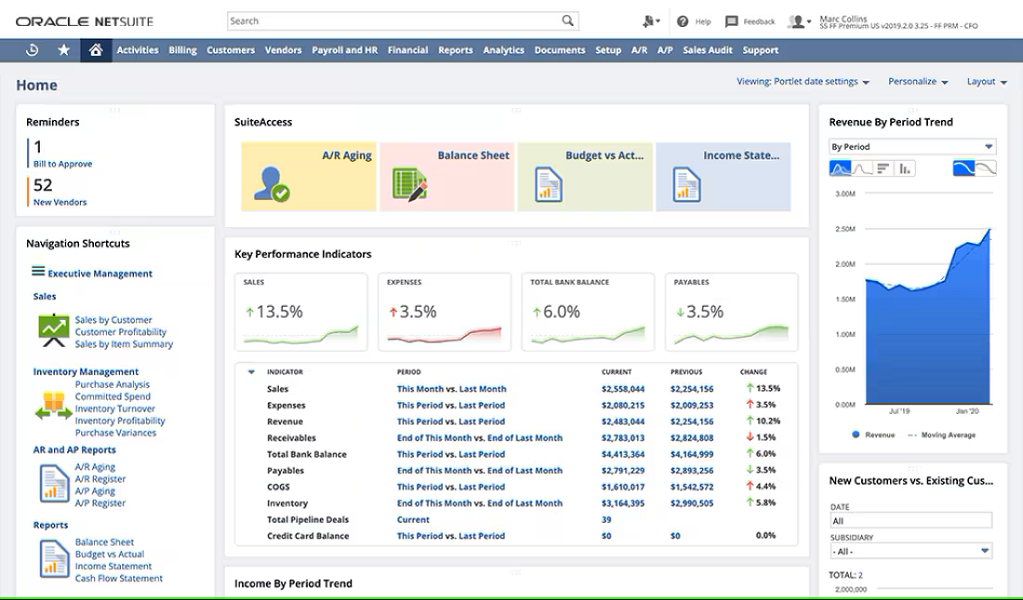 ORACLE NETSUITE
Search
Help
Feedback
Marc Collins
SS FF Premium US v2019.2.0 3.25 - FF PRM - CFO
Activities Billing Customers Vendors Payroll and HR Financial Reports Analytics Documents Setup A/R A/P Sales Audit Support
Home
Viewing: Portlet date settings Personalize Layout
Reminders
1
Bill to Approve
52
New Vendors
Navigation Shortcuts
Executive Management
Sales
Sales by Customer
Customer Profitability
Sales by Item Summary
Inventory Management
Purchase Analysis
Committed Spend
Inventory Turnover
Inventory Profitability
Purchase Variances
AR and AP Reports
A/R Aging
A/R Register
A/P Aging
A/P Register
Reports
Balance Sheet
Budget vs Actual
Income Statement
Cash Flow Statement
SuiteAccess
A/R Aging
Balance Sheet
Budget vs Act...
Income State...
Key Performance Indicators
SALES
13.5%
EXPENSES
3.5%
TOTAL BANK BALANCE
6.0%
PAYABLES
3.5%
INDICATOR PERIOD CURRENT PREVIOUS CHANGE
Sales This Month vs. Last Month $2,558,044 $2,254,156 13.5%
Expenses This Period vs. Last Period $2,080,215 $2,009,253 3.5%
Revenue This Period vs. Last Period $2,483,044 $2,254,156 10.2%
Receivables End of This Month vs. End of Last Month $2,783,013 $2,824,808 1.5%
Total Bank Balance This Period vs. Last Period $4,413,364 $4,164,999 6.0%
Payables End of This Month vs. End of Last Month $2,791,229 $2,893,256 3.5%
COGS This Period vs. Last Period $1,610,017 $1,542,572 4.4%
Inventory End of This Month vs. End of Last Month $3,164,395 $2,990,505 5.8%
Total Pipeline Deals Current 39
Credit Card Balance This Period vs. Last Period $0 $0 0.0%
Income By Period Trend
Revenue By Period Trend
By Period
3.00M
2.50M
2.00M
1.50M
1.00M
0.50M
0.00M
Jul '19 Jan '20
Revenue Moving Average
New Customers vs. Existing Cus...
DATE
All
SUBSIDIARY
- All -
TOTAL: 2
2,000,000